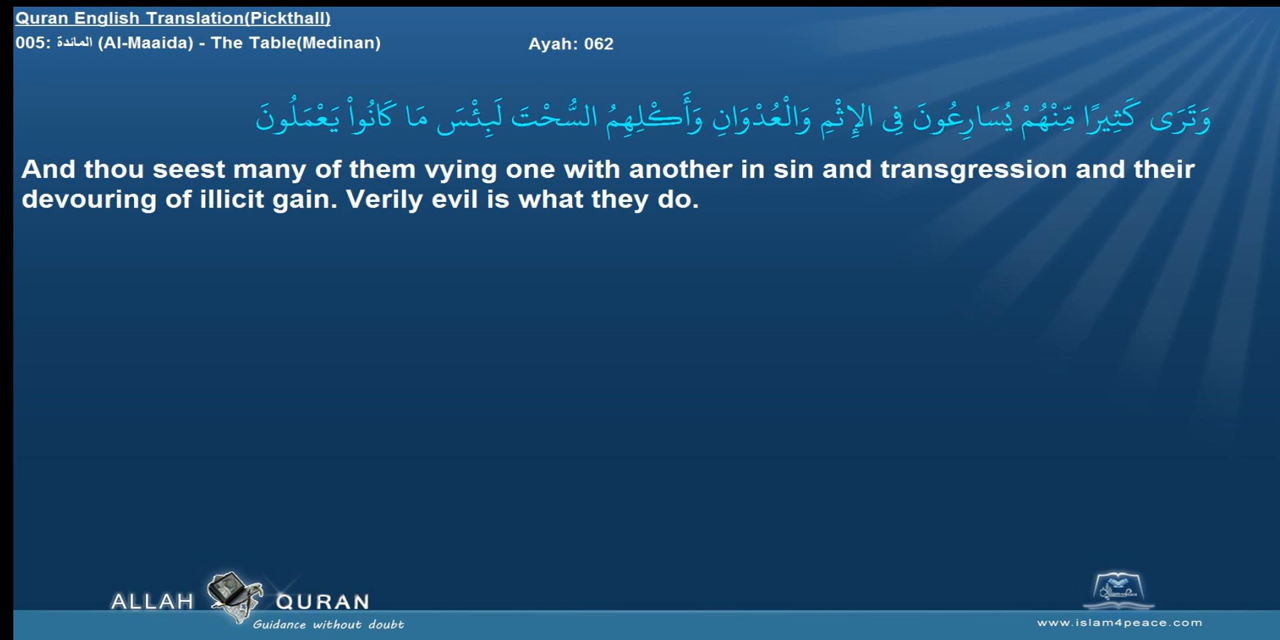 Quran English Translation(Pickthall)
005: المائدة (Al-Maaida) - The Table(Medinan) Ayah: 062
وَتَرَى كَثِيرًا مِّنْهُمْ يُسَارِعُونَ فِي الإِثْمِ وَالْعُدْوَانِ وَأَكْلِهِمُ السُّحْتَ لَبِئْسَ مَا كَانُواْ يَعْمَلُونَ
And thou seest many of them vying one with another in sin and transgression and their
devouring of illicit gain. Verily evil is what they do.
ALLAH QURAN
Guidance without doubt
www.islam4peace.com